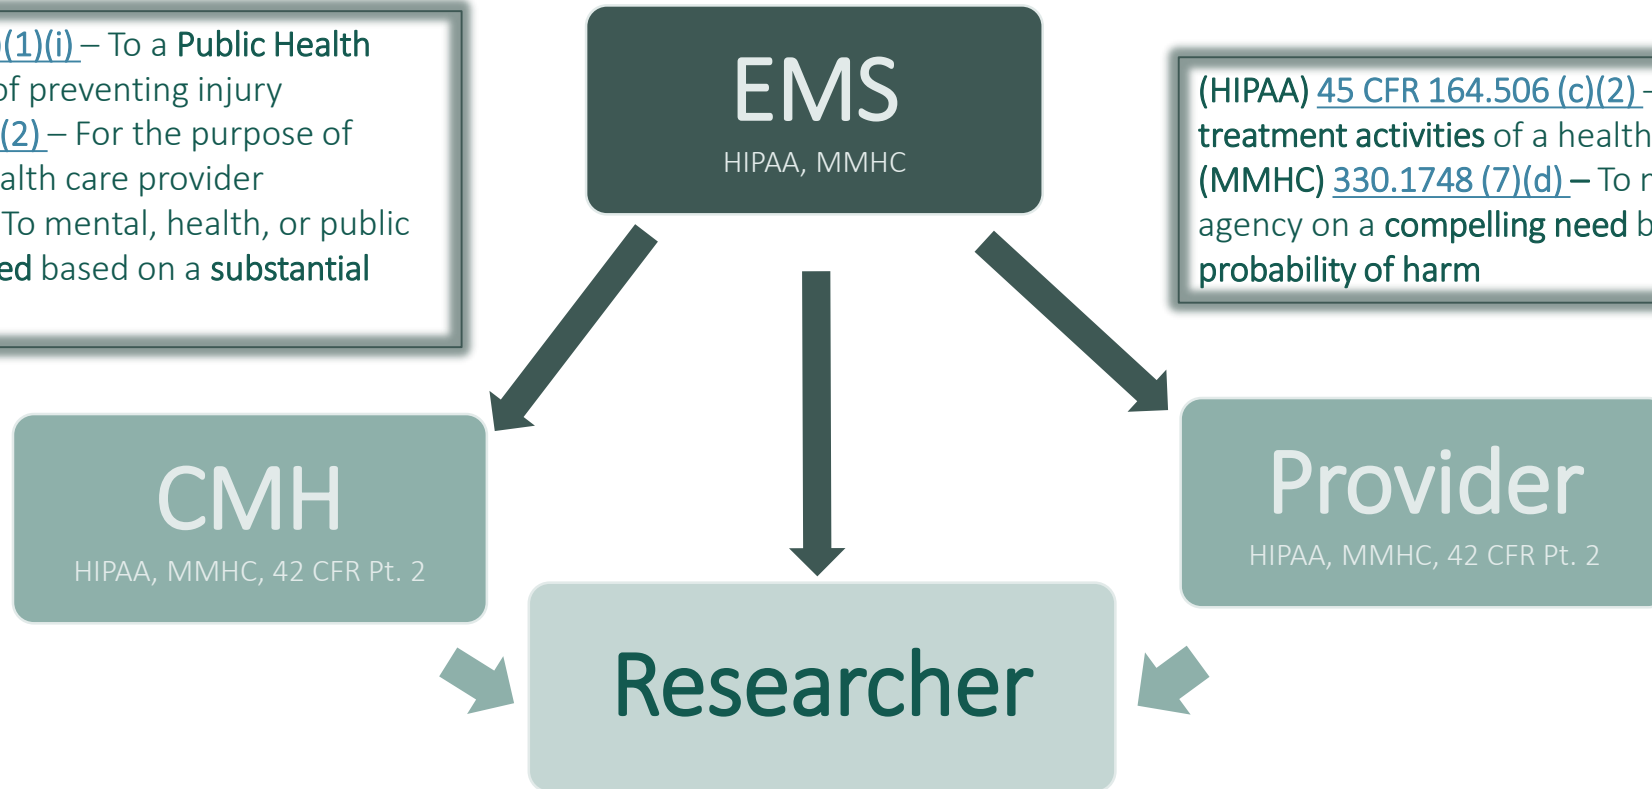 )(1)(i) – To a Public Health
of preventing injury
(2) – For the purpose of
alth care provider
To mental, health, or public
ed based on a substantial
EMS
HIPAA, MMHC
(HIPAA) 45 CFR 164.506 (c)(2) –
treatment activities of a health
(MMHC) 330.1748 (7)(d) – To
agency on a compelling need b
probability of harm
CMH
HIPAA, MMHC, 42 CFR Pt. 2
Provider
HIPAA, MMHC, 42 CFR Pt. 2
Researcher